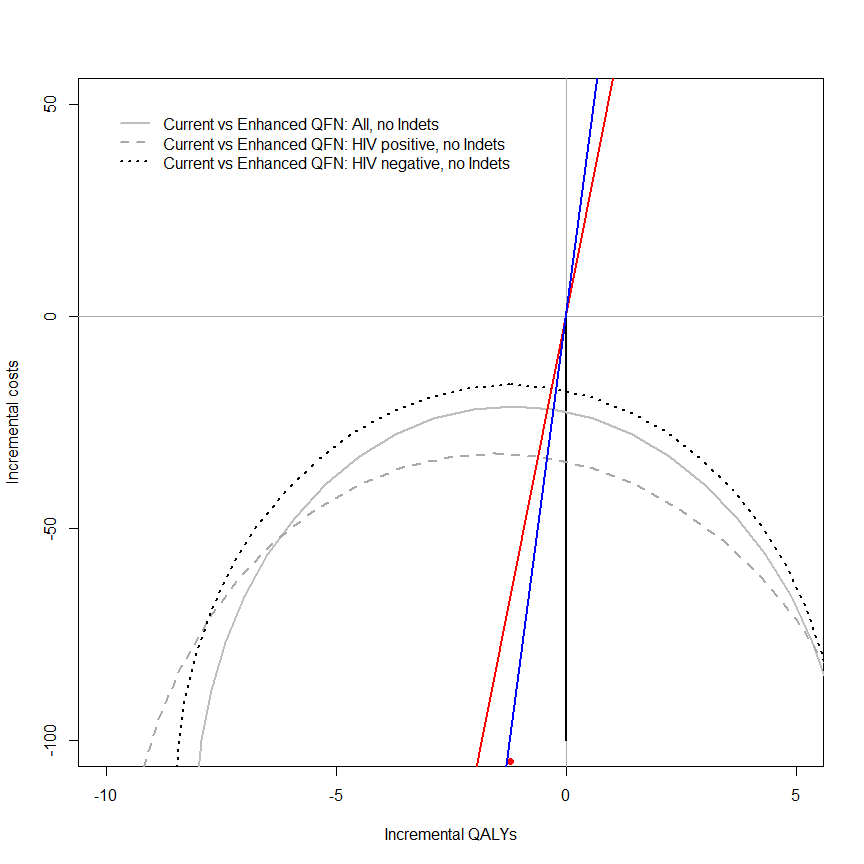 Current vs Enhanced QFN: All, no Indets
Current vs Enhanced QFN: HIV positive, no Indets
Current vs Enhanced QFN: HIV negative, no Indets
50
0
-50
-100
Incremental costs
-10
-5
0
5
Incremental QALYs